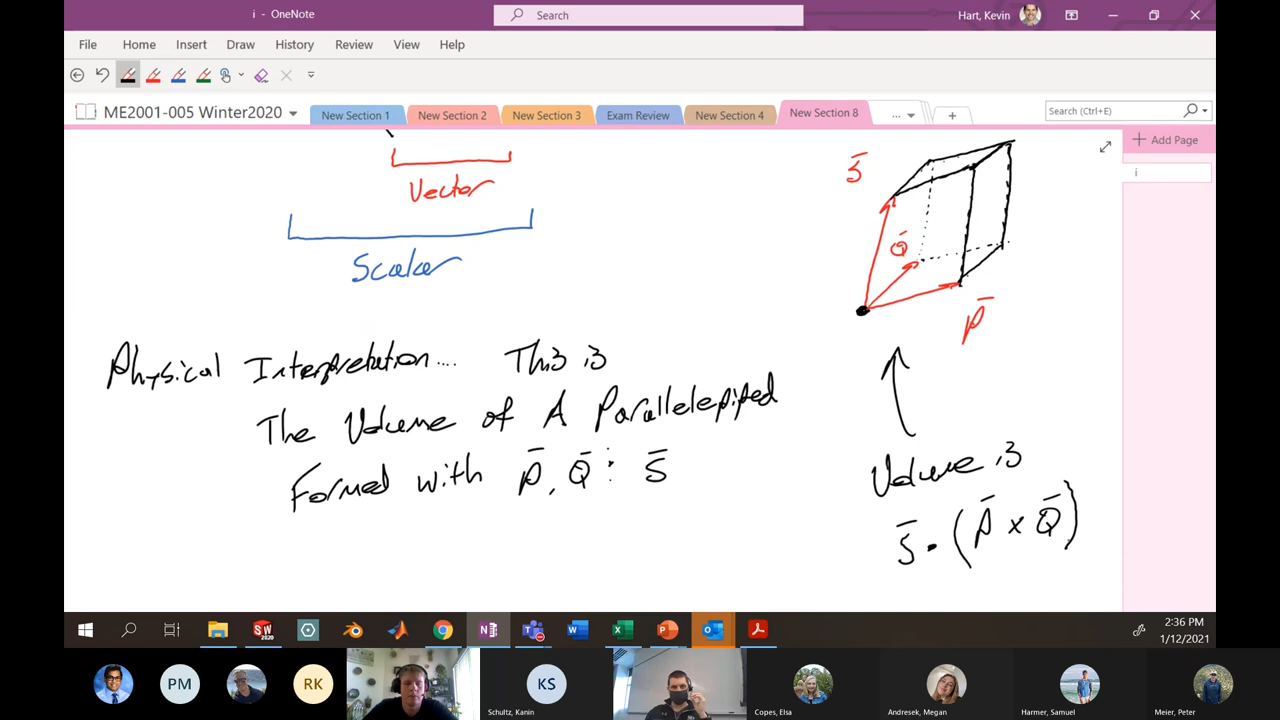 i - OneNote
Search
Hart, Kevin
File Home Insert Draw History Review View Help
ME2001-005 Winter2020
New Section 1
New Section 2
New Section 3
Exam Review
New Section 4
New Section 8
...
Search (Ctrl+E)
Add Page
i
Vector
Scalar
S̄
Q̄
P̄
Physical Interpretation.... This is
The Volume of A Parallelepiped
Formed with P̄, Q̄ : S̄
Volume is
S̄ • (P̄ x Q̄)
2:36 PM
1/12/2021
SW
2020
PM
RK
KS
Schultz, Kanin
Copes, Elsa
Andresek, Megan
Harmer, Samuel
Meier, Peter